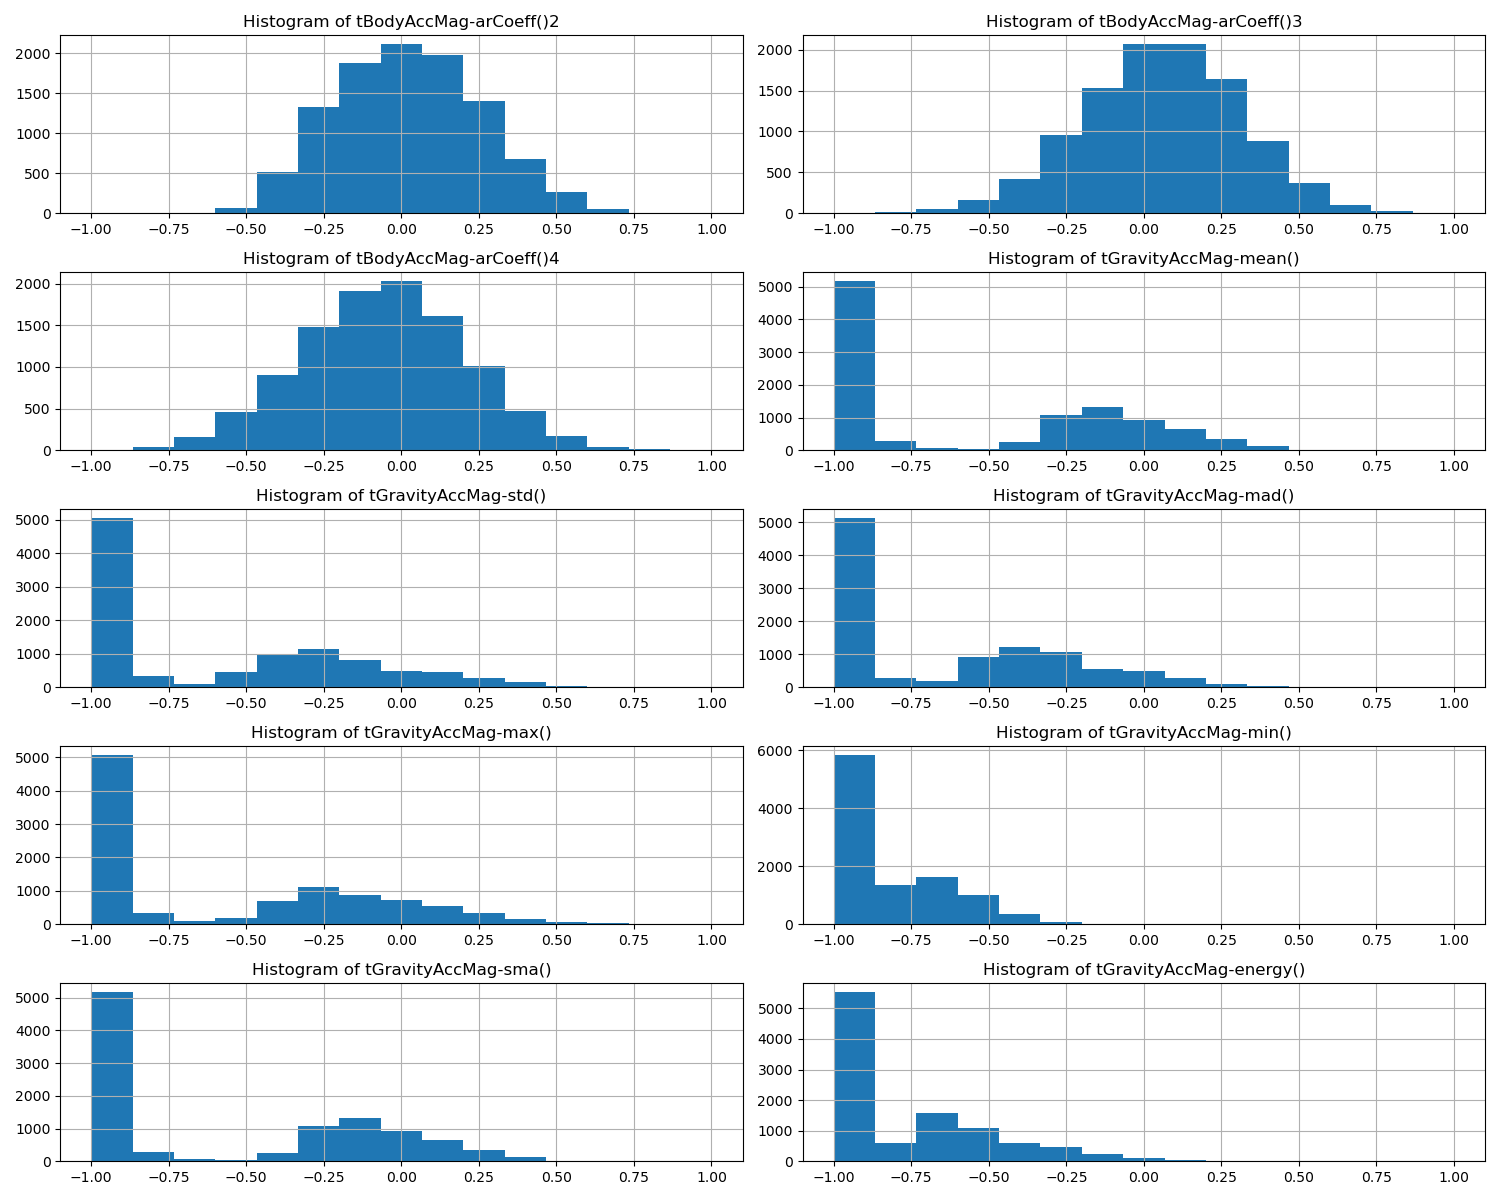 Histogram of tBodyAccMag-arCoeff()2
2000
1500
1000
500
0
−1.00 −0.75 −0.50 −0.25 0.00 0.25 0.50 0.75 1.00
Histogram of tBodyAccMag-arCoeff()3
2000
1500
1000
500
0
−1.00 −0.75 −0.50 −0.25 0.00 0.25 0.50 0.75 1.00
Histogram of tBodyAccMag-arCoeff()4
2000
1500
1000
500
0
−1.00 −0.75 −0.50 −0.25 0.00 0.25 0.50 0.75 1.00
Histogram of tGravityAccMag-mean()
5000
4000
3000
2000
1000
0
−1.00 −0.75 −0.50 −0.25 0.00 0.25 0.50 0.75 1.00
Histogram of tGravityAccMag-std()
5000
4000
3000
2000
1000
0
−1.00 −0.75 −0.50 −0.25 0.00 0.25 0.50 0.75 1.00
Histogram of tGravityAccMag-mad()
5000
4000
3000
2000
1000
0
−1.00 −0.75 −0.50 −0.25 0.00 0.25 0.50 0.75 1.00
Histogram of tGravityAccMag-max()
5000
4000
3000
2000
1000
0
−1.00 −0.75 −0.50 −0.25 0.00 0.25 0.50 0.75 1.00
Histogram of tGravityAccMag-min()
6000
4000
2000
0
−1.00 −0.75 −0.50 −0.25 0.00 0.25 0.50 0.75 1.00
Histogram of tGravityAccMag-sma()
5000
4000
3000
2000
1000
0
−1.00 −0.75 −0.50 −0.25 0.00 0.25 0.50 0.75 1.00
Histogram of tGravityAccMag-energy()
5000
4000
3000
2000
1000
0
−1.00 −0.75 −0.50 −0.25 0.00 0.25 0.50 0.75 1.00